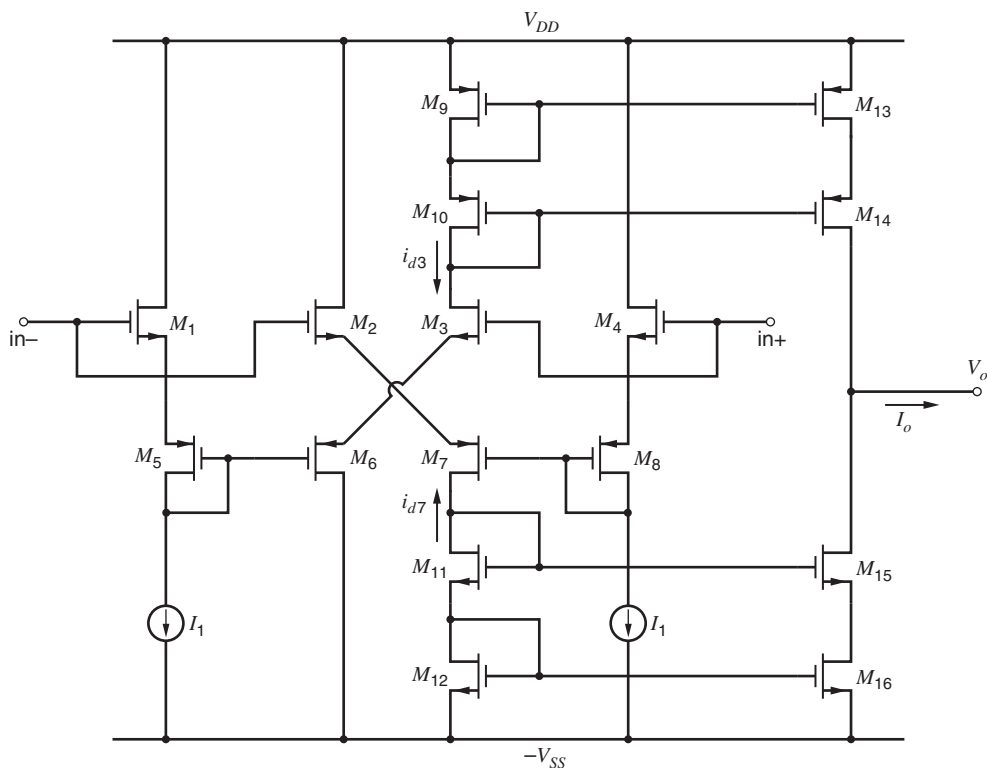 V_DD
M_9
M_13
M_10
M_14
i_d3
in−
M_1
M_2
M_3
M_4
in+
V_o
I_o
M_5
M_6
M_7
M_8
i_d7
M_11
M_15
I_1
I_1
M_12
M_16
−V_SS